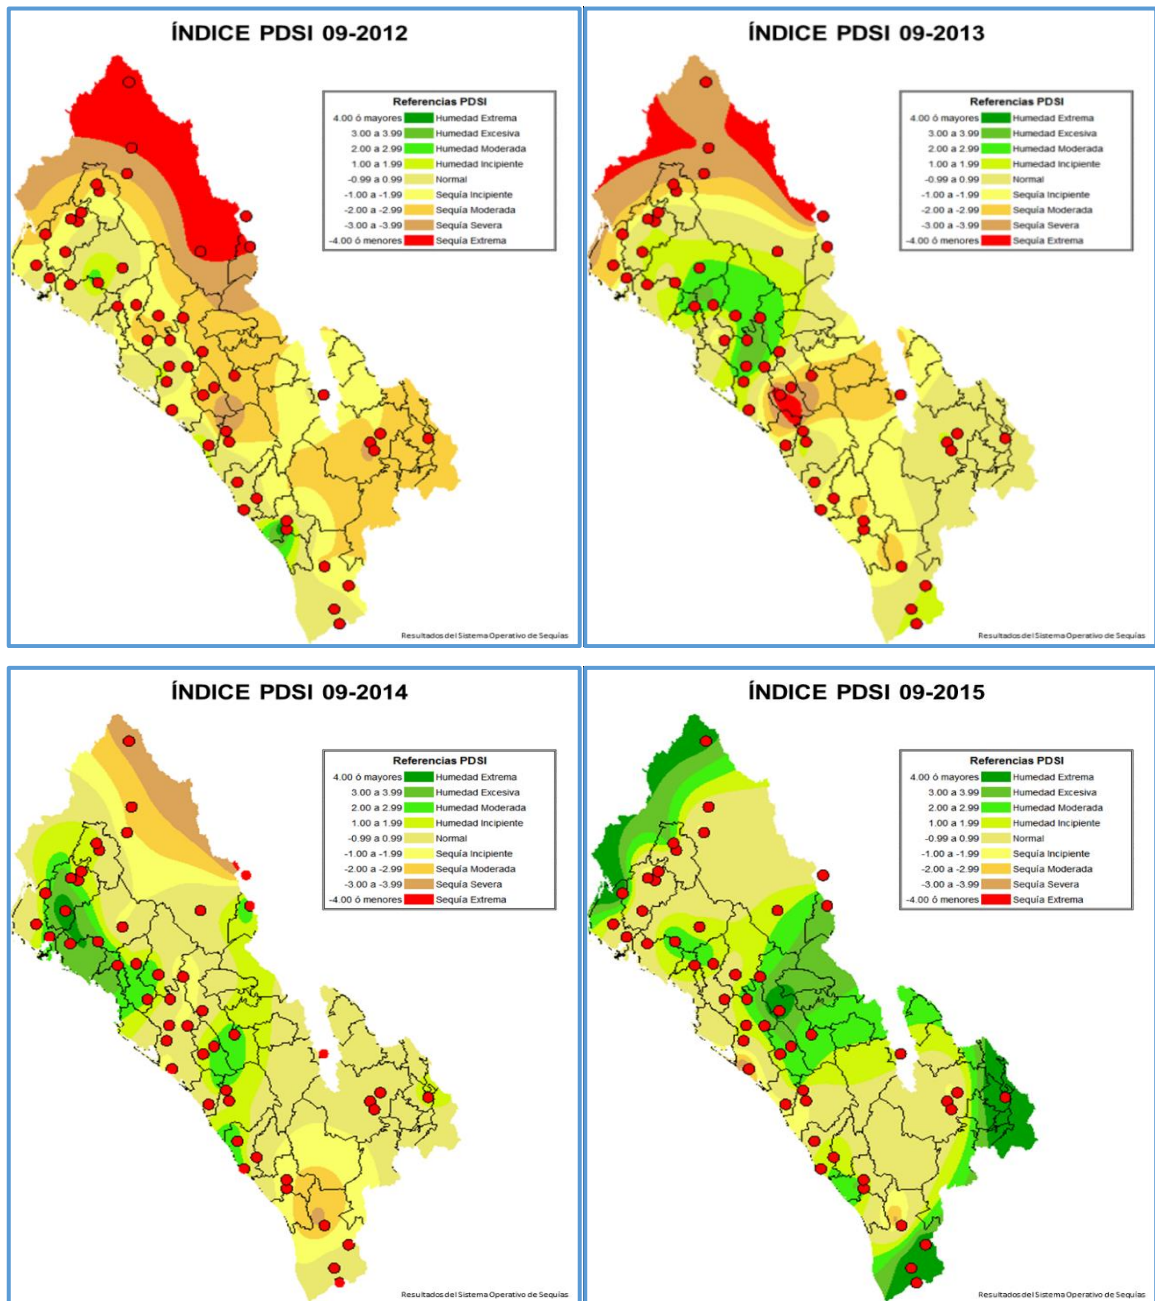 ÍNDICE PDSI 09-2012
Referencias PDSI
4.00 ó mayores Humedad Extrema
3.00 a 3.99 Humedad Excesiva
2.00 a 2.99 Humedad Moderada
1.00 a 1.99 Humedad Incipiente
-0.99 a 0.99 Normal
-1.00 a -1.99 Sequía Incipiente
-2.00 a -2.99 Sequía Moderada
-3.00 a -3.99 Sequía Severa
-4.00 ó menores Sequía Extrema
Resultados del Sistema Operativo de Sequías
ÍNDICE PDSI 09-2013
Referencias PDSI
4.00 ó mayores Humedad Extrema
3.00 a 3.99 Humedad Excesiva
2.00 a 2.99 Humedad Moderada
1.00 a 1.99 Humedad Incipiente
-0.99 a 0.99 Normal
-1.00 a -1.99 Sequía Incipiente
-2.00 a -2.99 Sequía Moderada
-3.00 a -3.99 Sequía Severa
-4.00 ó menores Sequía Extrema
Resultados del Sistema Operativo de Sequías
ÍNDICE PDSI 09-2014
Referencias PDSI
4.00 ó mayores Humedad Extrema
3.00 a 3.99 Humedad Excesiva
2.00 a 2.99 Humedad Moderada
1.00 a 1.99 Humedad Incipiente
-0.99 a 0.99 Normal
-1.00 a -1.99 Sequía Incipiente
-2.00 a -2.99 Sequía Moderada
-3.00 a -3.99 Sequía Severa
-4.00 ó menores Sequía Extrema
Resultados del Sistema Operativo de Sequías
ÍNDICE PDSI 09-2015
Referencias PDSI
4.00 ó mayores Humedad Extrema
3.00 a 3.99 Humedad Excesiva
2.00 a 2.99 Humedad Moderada
1.00 a 1.99 Humedad Incipiente
-0.99 a 0.99 Normal
-1.00 a -1.99 Sequía Incipiente
-2.00 a -2.99 Sequía Moderada
-3.00 a -3.99 Sequía Severa
-4.00 ó menores Sequía Extrema
Resultados del Sistema Operativo de Sequías